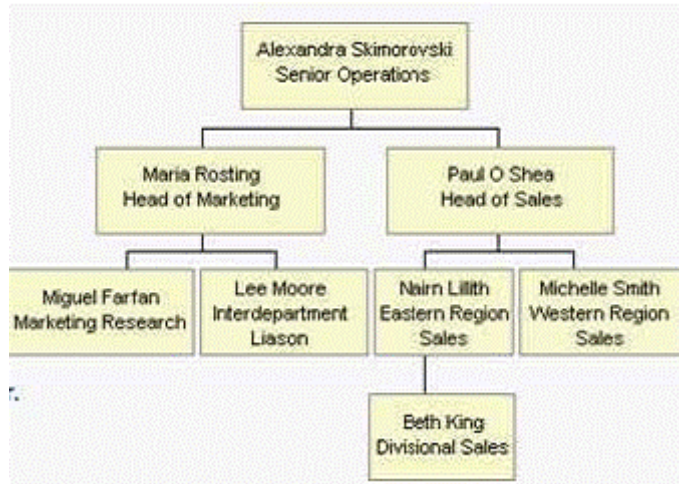 Alexandra Skimorovski
Senior Operations
Maria Rosting
Head of Marketing
Paul O Shea
Head of Sales
Miguel Farfan
Marketing Research
Lee Moore
Interdepartment
Liason
Nairn Lillith
Eastern Region
Sales
Michelle Smith
Western Region
Sales
Beth King
Divisional Sales